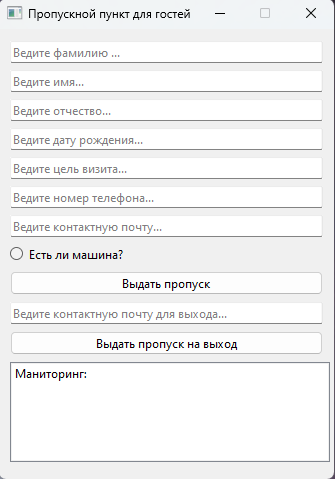 Пропускной пункт для гостей
Ведите фамилию ...
Ведите имя...
Ведите отчество...
Ведите дату рождения...
Ведите цель визита...
Ведите номер телефона...
Ведите контактную почту...
Есть ли машина?
Выдать пропуск
Ведите контактную почту для выхода...
Выдать пропуск на выход
Маниторинг: